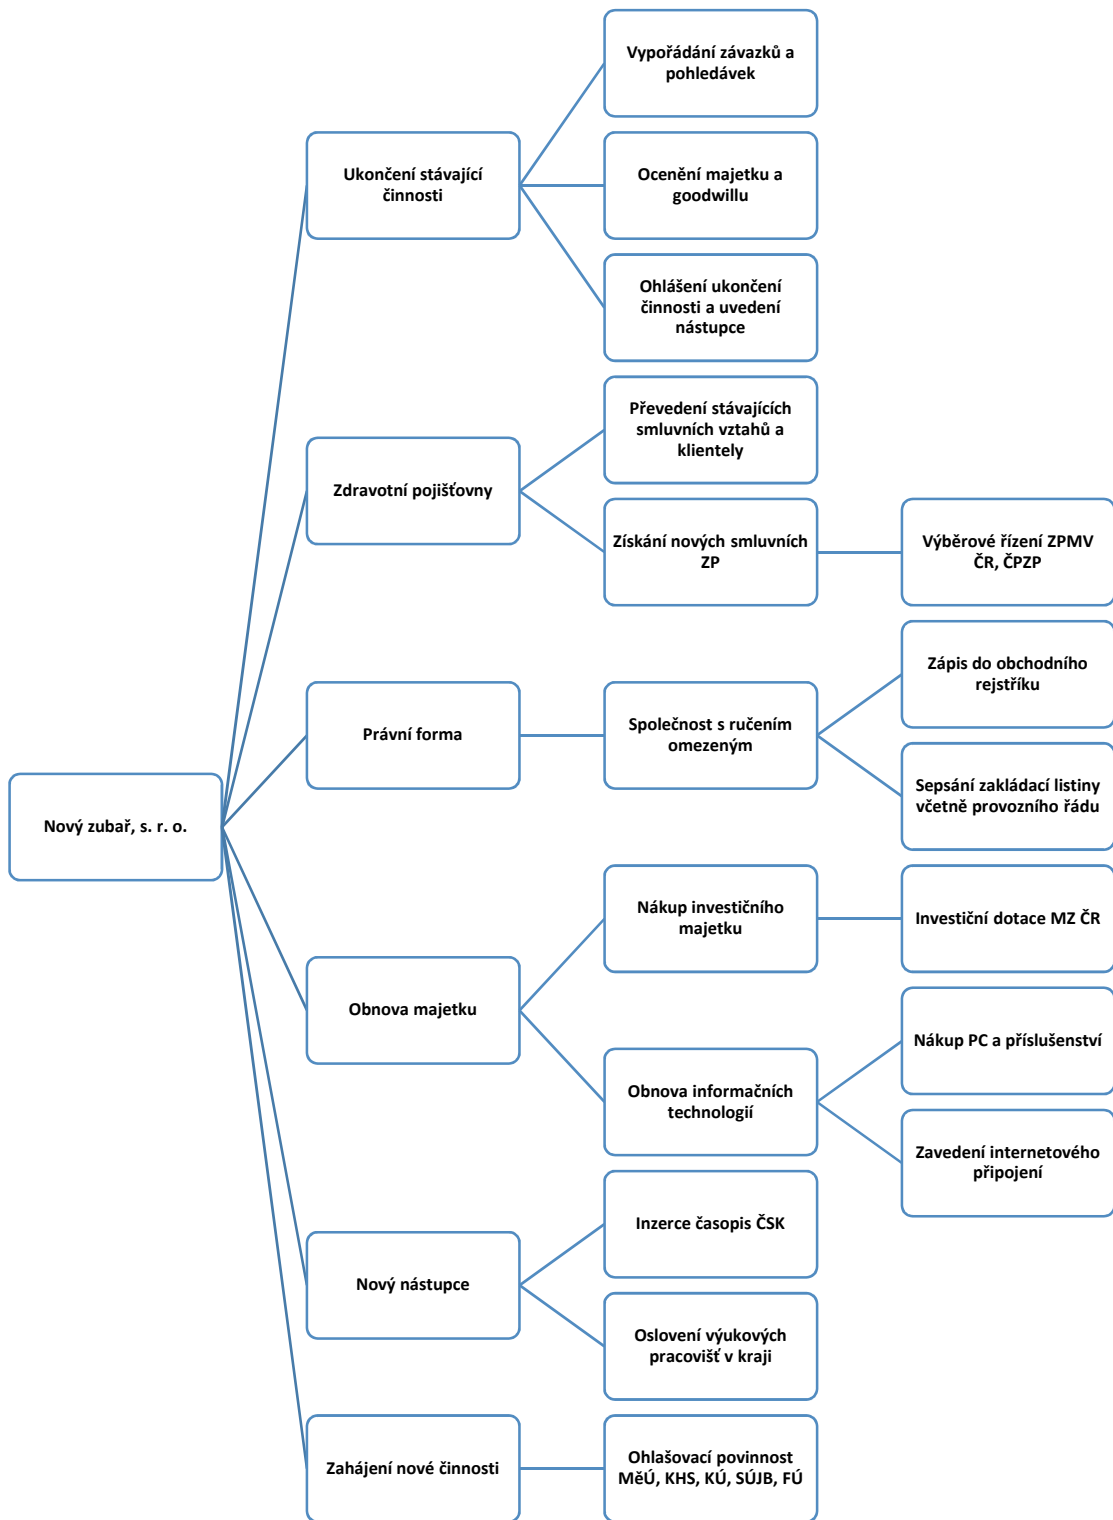 Nový zubař, s. r. o.
Ukončení stávající
činnosti
Vypořádání závazků a
pohledávek
Ocenění majetku a
goodwillu
Ohlášení ukončení
činnosti a uvedení
nástupce
Zdravotní pojišťovny
Převedení stávajících
smluvních vztahů a
klientely
Získání nových smluvních
ZP
Výběrové řízení ZPMV
ČR, ČPZP
Právní forma
Společnost s ručením
omezeným
Zápis do obchodního
rejstříku
Sepsání zakládací listiny
včetně provozního řádu
Obnova majetku
Nákup investičního
majetku
Investiční dotace MZ ČR
Obnova informačních
technologií
Nákup PC a příslušenství
Zavedení internetového
připojení
Nový nástupce
Inzerce časopis ČSK
Oslovení výukových
pracovišť v kraji
Zahájení nové činnosti
Ohlašovací povinnost
MěÚ, KHS, KÚ, SÚJB, FÚ